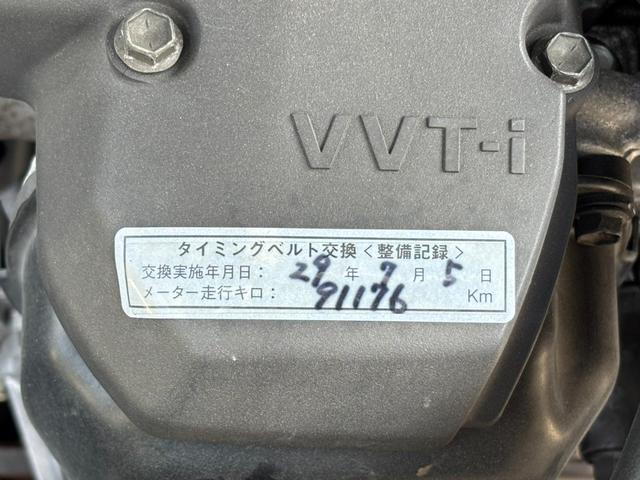 VVT-i
タイミングベルト交換＜整備記録＞
交換実施年月日： 29 年 7 月 5 日
メーター走行キロ： 91176 Km